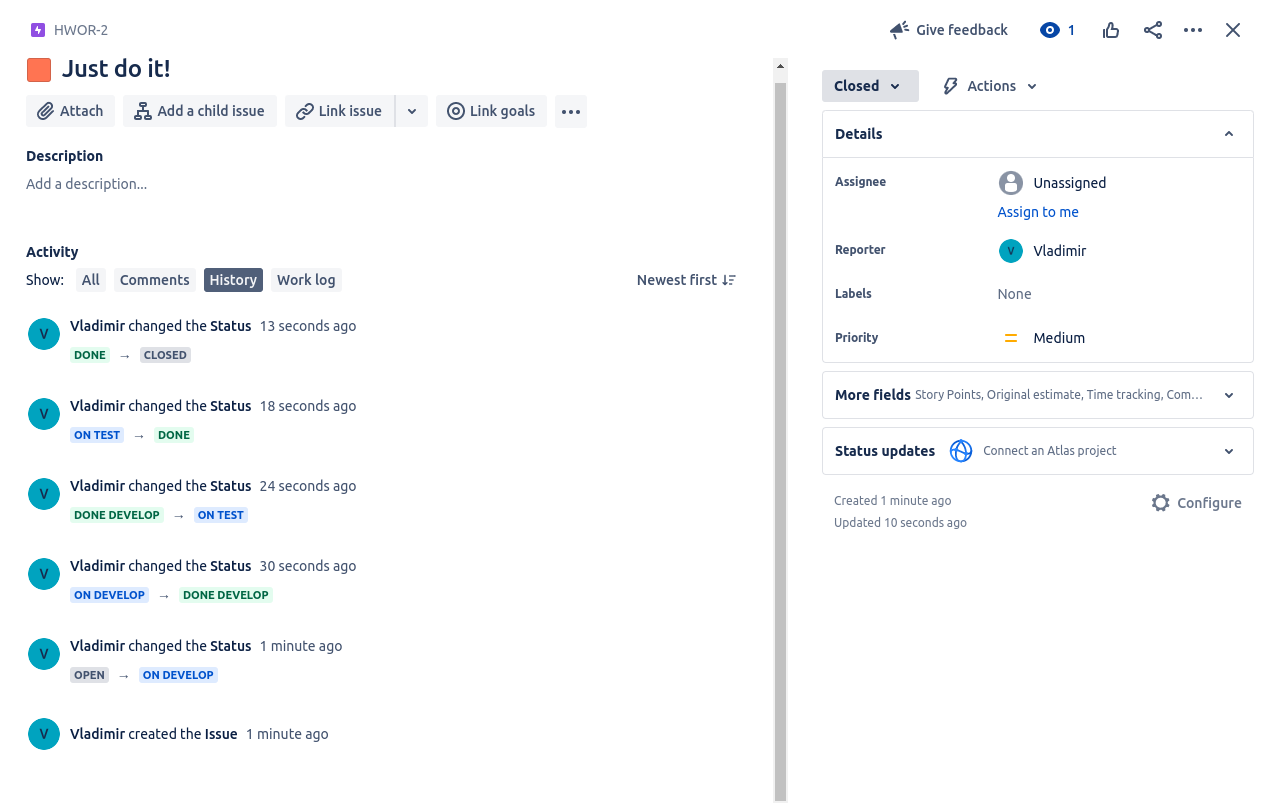 HWOR-2
Give feedback
1
Just do it!
Attach
Add a child issue
Link issue
Link goals
Description
Add a description...
Activity
Show: All Comments History Work log
Newest first
V
Vladimir changed the Status 13 seconds ago
DONE → CLOSED
V
Vladimir changed the Status 18 seconds ago
ON TEST → DONE
V
Vladimir changed the Status 24 seconds ago
DONE DEVELOP → ON TEST
V
Vladimir changed the Status 30 seconds ago
ON DEVELOP → DONE DEVELOP
V
Vladimir changed the Status 1 minute ago
OPEN → ON DEVELOP
V
Vladimir created the Issue 1 minute ago
Closed
Actions
Details
Assignee
Unassigned
Assign to me
Reporter
V
Vladimir
Labels
None
Priority
Medium
More fields Story Points, Original estimate, Time tracking, Com...
Status updates
Connect an Atlas project
Created 1 minute ago
Updated 10 seconds ago
Configure